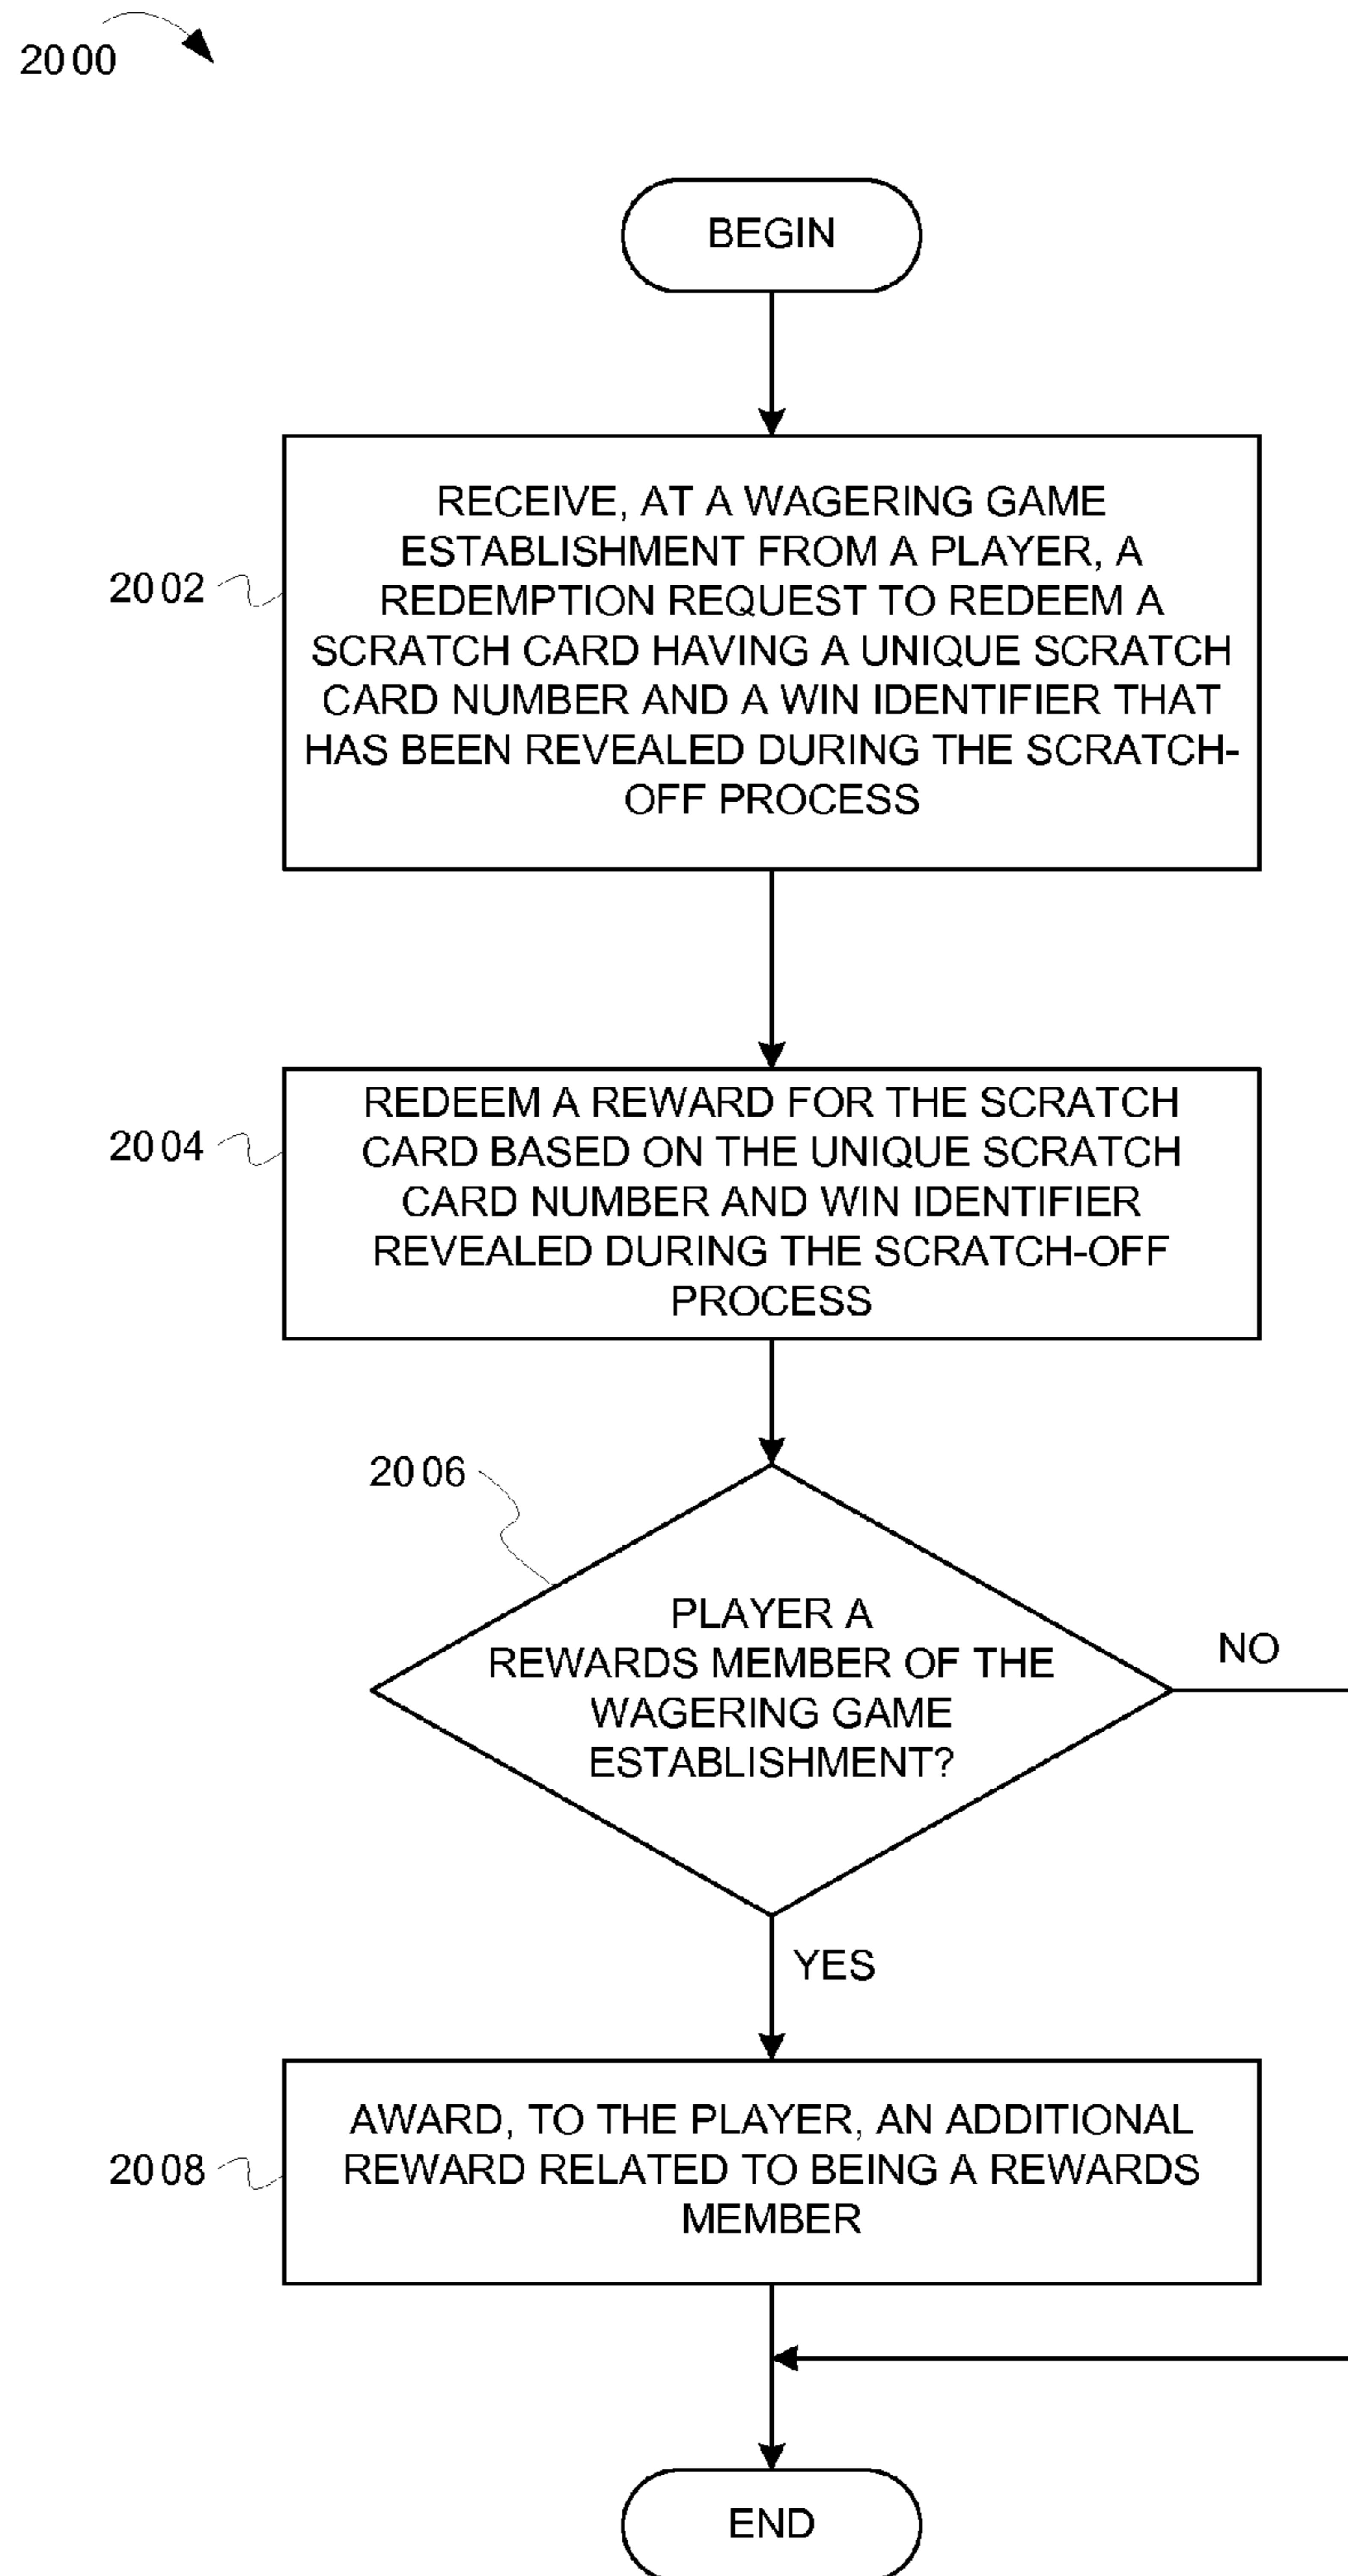 2000
BEGIN
2002
RECEIVE, AT A WAGERING GAME
ESTABLISHMENT FROM A PLAYER, A
REDEMPTION REQUEST TO REDEEM A
SCRATCH CARD HAVING A UNIQUE SCRATCH
CARD NUMBER AND A WIN IDENTIFIER THAT
HAS BEEN REVEALED DURING THE SCRATCH-
OFF PROCESS
2004
REDEEM A REWARD FOR THE SCRATCH
CARD BASED ON THE UNIQUE SCRATCH
CARD NUMBER AND WIN IDENTIFIER
REVEALED DURING THE SCRATCH-OFF
PROCESS
2006
PLAYER A
REWARDS MEMBER OF THE
WAGERING GAME
ESTABLISHMENT?
NO
YES
2008
AWARD, TO THE PLAYER, AN ADDITIONAL
REWARD RELATED TO BEING A REWARDS
MEMBER
END